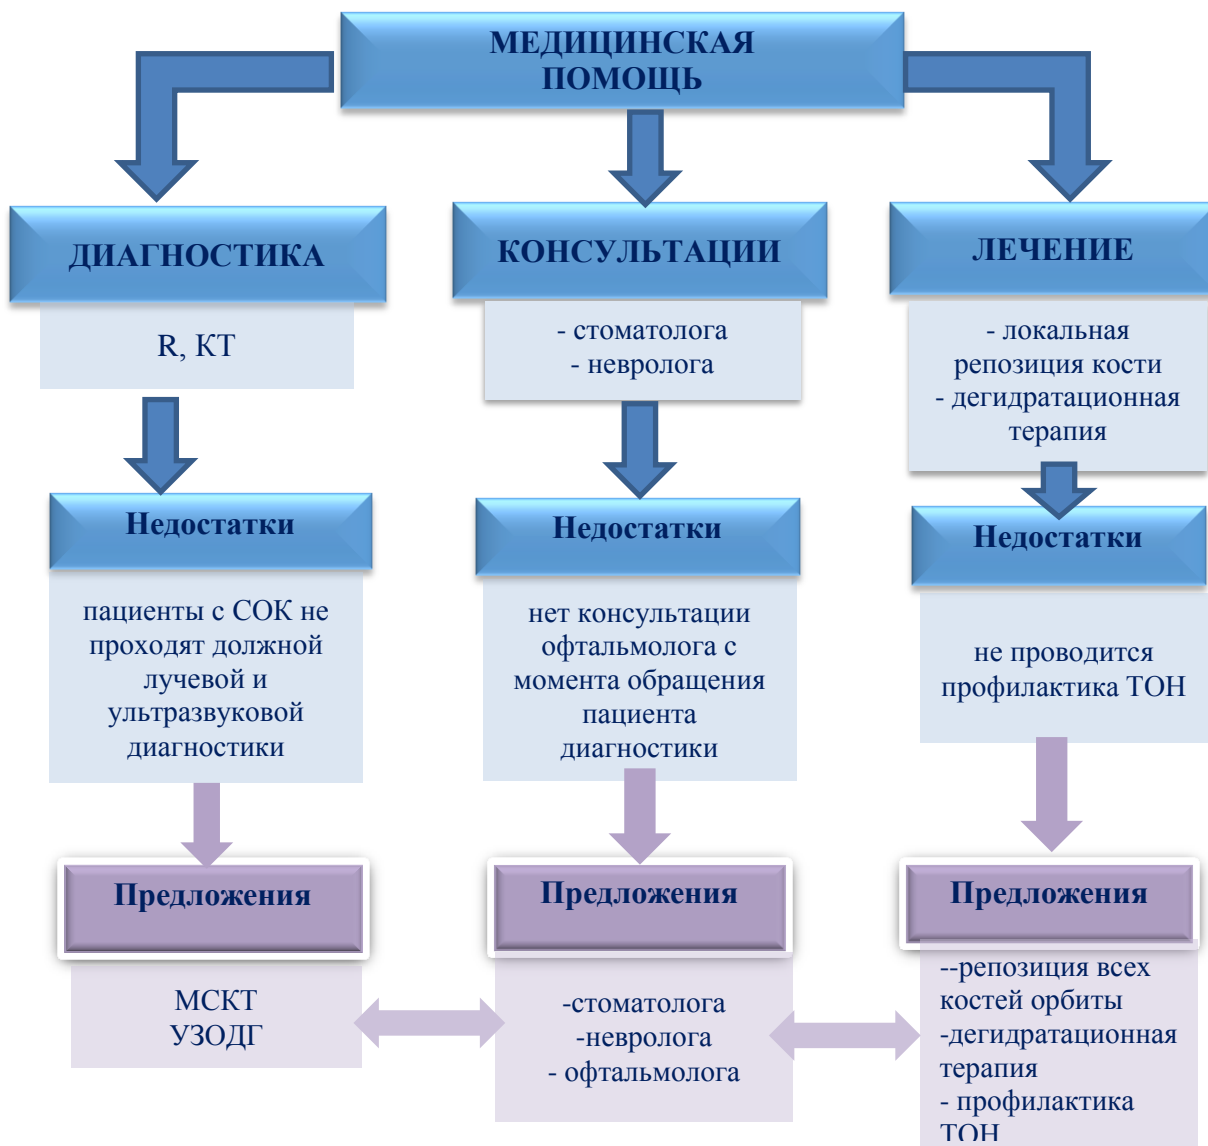 МЕДИЦИНСКАЯ
ПОМОЩЬ
ДИАГНОСТИКА
R, КТ
Недостатки
пациенты с СОК не
проходят должной
лучевой и
ультразвуковой
диагностики
Предложения
МСКТ
УЗОДГ
КОНСУЛЬТАЦИИ
- стоматолога
- невролога
Недостатки
нет консультации
офтальмолога с
момента обращения
пациента
диагностики
Предложения
-стоматолога
-невролога
- офтальмолога
ЛЕЧЕНИЕ
- локальная
репозиция кости
- дегидратационная
терапия
Недостатки
не проводится
профилактика ТОН
Предложения
--репозиция всех
костей орбиты
-дегидратационная
терапия
- профилактика
ТОН